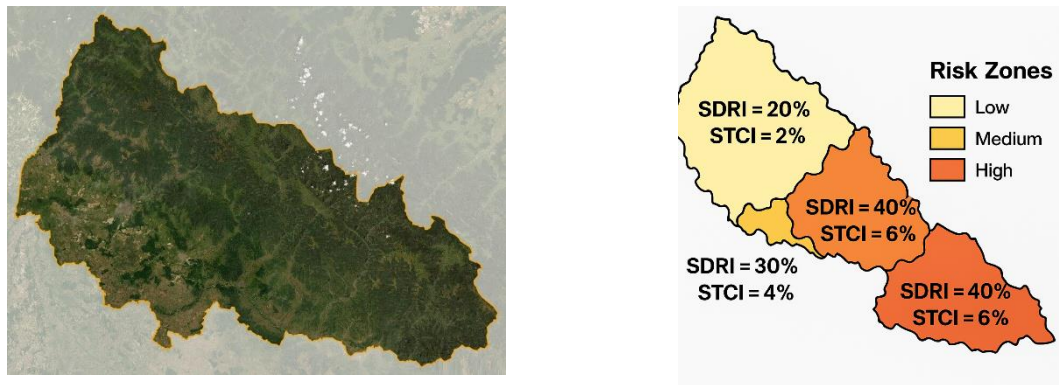 SDRI = 20%
STCI = 2%
Risk Zones
Low
Medium
High
SDRI = 40%
STCI = 6%
SDRI = 30%
STCI = 4%
SDRI = 40%
STCI = 6%